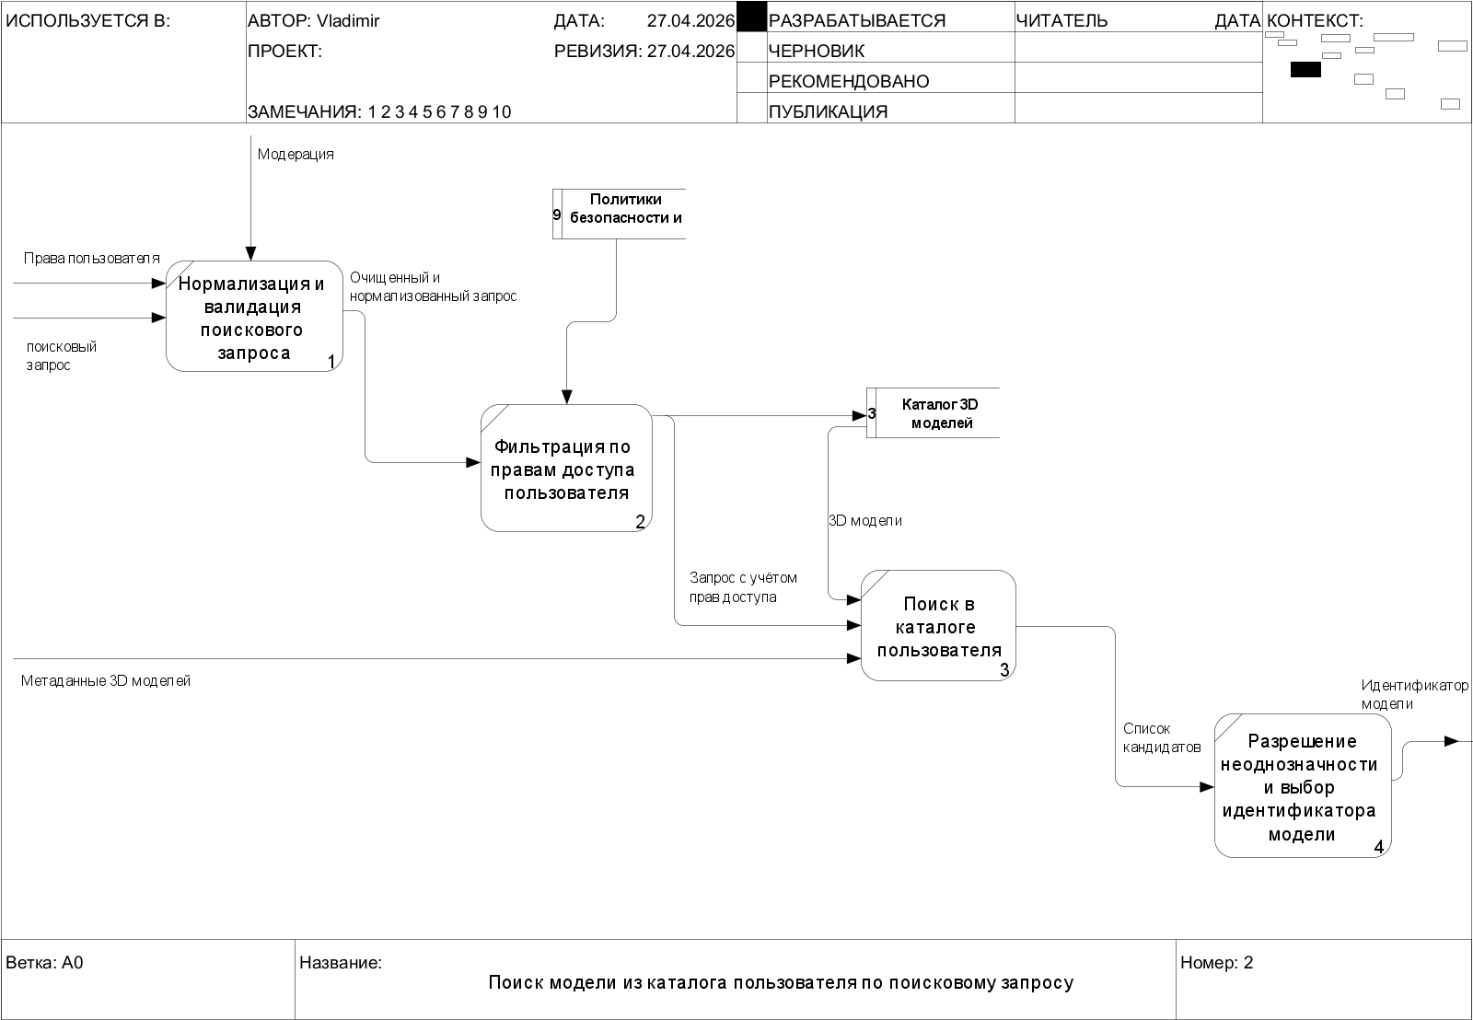 ИСПОЛЬЗУЕТСЯ В:
АВТОР: Vladimir
ДАТА: 27.04.2026
РАЗРАБАТЫВАЕТСЯ
ЧИТАТЕЛЬ
ДАТА
КОНТЕКСТ:
ПРОЕКТ:
РЕВИЗИЯ: 27.04.2026
ЧЕРНОВИК
РЕКОМЕНДОВАНО
ЗАМЕЧАНИЯ: 1 2 3 4 5 6 7 8 9 10
ПУБЛИКАЦИЯ
Модерация
9
Политики
безопасности и
Права пользователя
поисковый
запрос
Нормализация и
валидация
поискового
запроса
1
Очищенный и
нормализованный запрос
Фильтрация по
правам доступа
пользователя
2
3
Каталог 3D
моделей
3D модели
Запрос с учётом
прав доступа
Метаданные 3D моделей
Поиск в
каталоге
пользователя
3
Список
кандидатов
Идентификатор
модели
Разрешение
неоднозначности
и выбор
идентификатора
модели
4
Ветка: A0
Название:
Поиск модели из каталога пользователя по поисковому запросу
Номер: 2